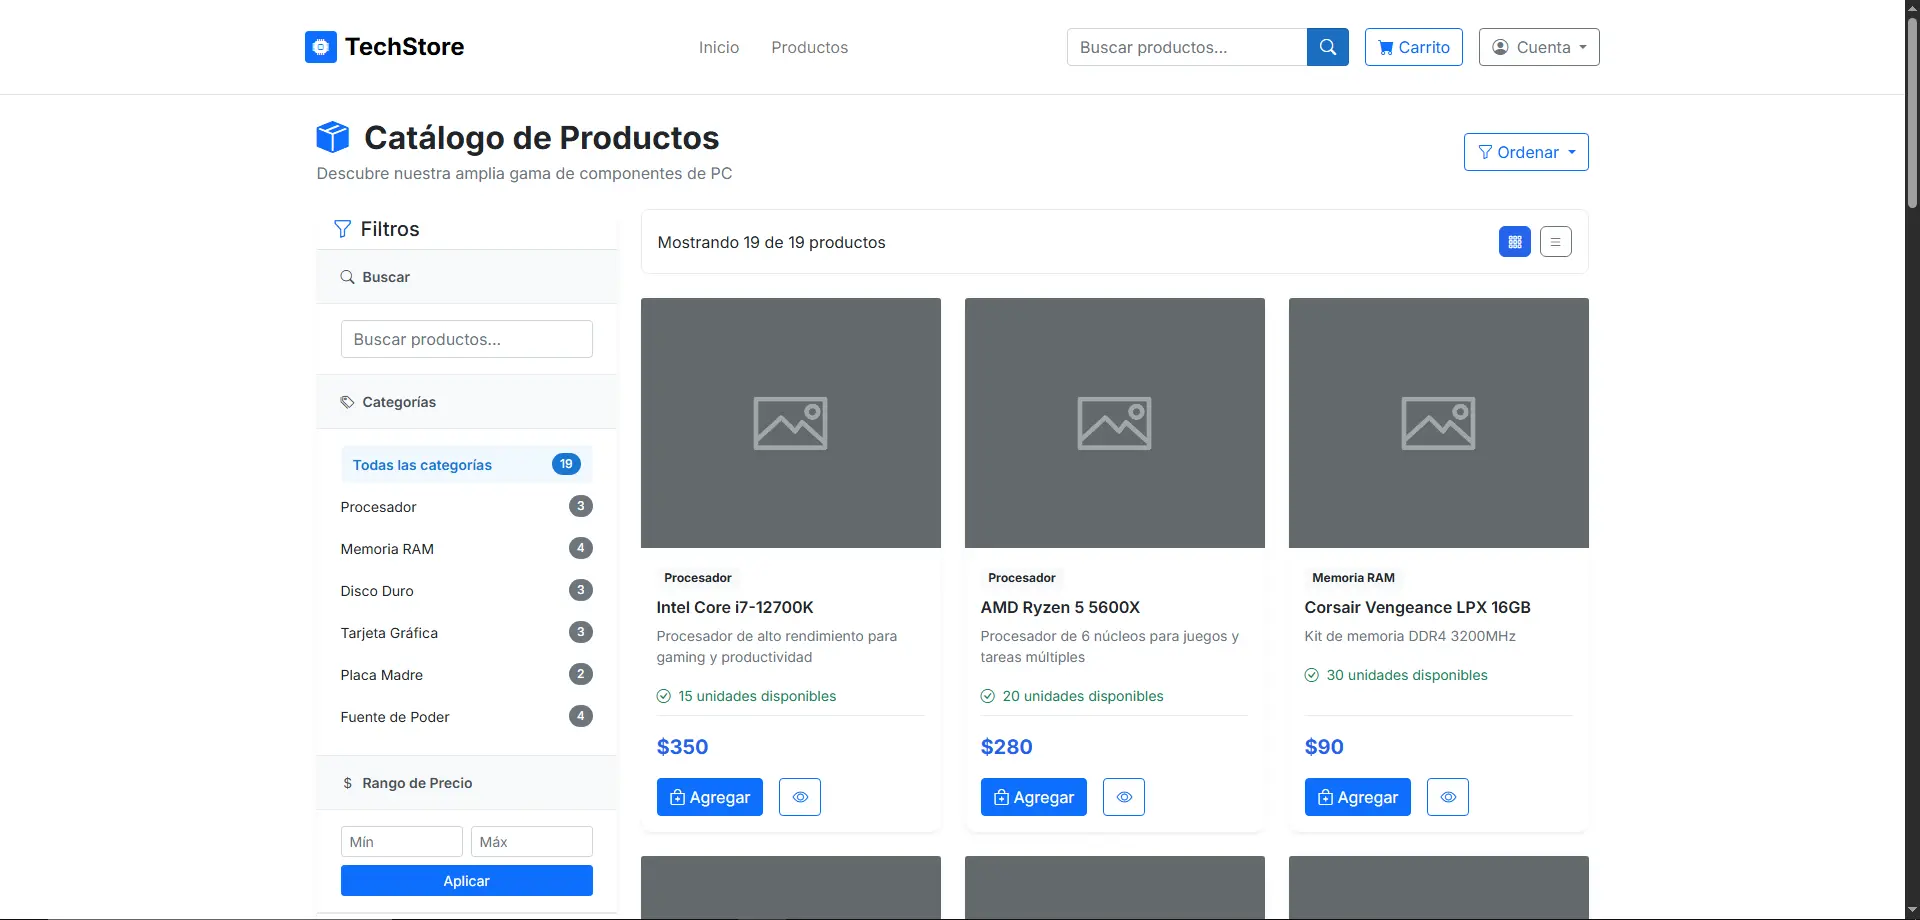 TechStore
Inicio
Productos
Buscar productos...
Carrito
Cuenta
Catálogo de Productos
Descubre nuestra amplia gama de componentes de PC
Ordenar
Filtros
Buscar
Buscar productos...
Categorías
Todas las categorías 19
Procesador 3
Memoria RAM 4
Disco Duro 3
Tarjeta Gráfica 3
Placa Madre 2
Fuente de Poder 4
$ Rango de Precio
Mín Máx
Aplicar
Mostrando 19 de 19 productos
Procesador
Intel Core i7-12700K
Procesador de alto rendimiento para
gaming y productividad
15 unidades disponibles
$350
Agregar
Procesador
AMD Ryzen 5 5600X
Procesador de 6 núcleos para juegos y
tareas múltiples
20 unidades disponibles
$280
Agregar
Memoria RAM
Corsair Vengeance LPX 16GB
Kit de memoria DDR4 3200MHz
30 unidades disponibles
$90
Agregar